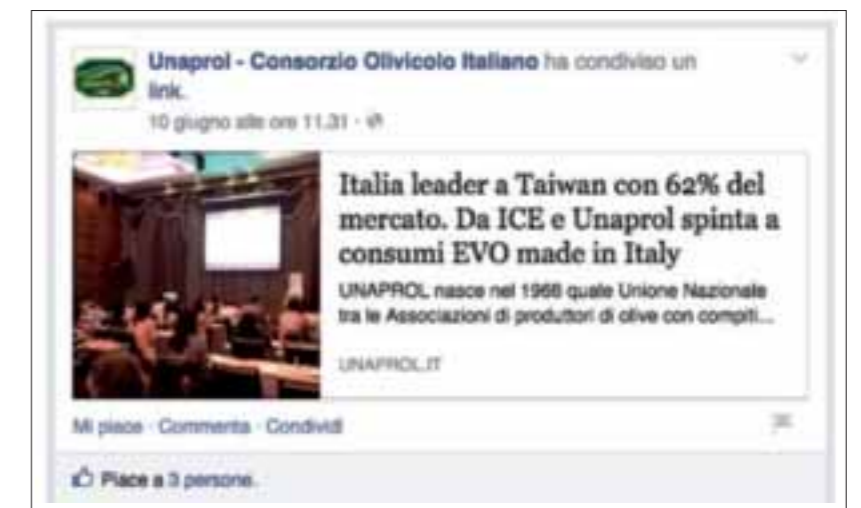 Unaprol - Consorzio Olivicolo Italiano ha condiviso un
link.
10 giugno alle ore 11.31 ·
Italia leader a Taiwan con 62% del
mercato. Da ICE e Unaprol spinta a
consumi EVO made in Italy
UNAPROL nasce nel 1966 quale Unione Nazionale
tra le Associazioni di produttori di olive con compiti...
UNAPROL.IT
Mi piace · Commenta · Condividi
Piace a 3 persone.